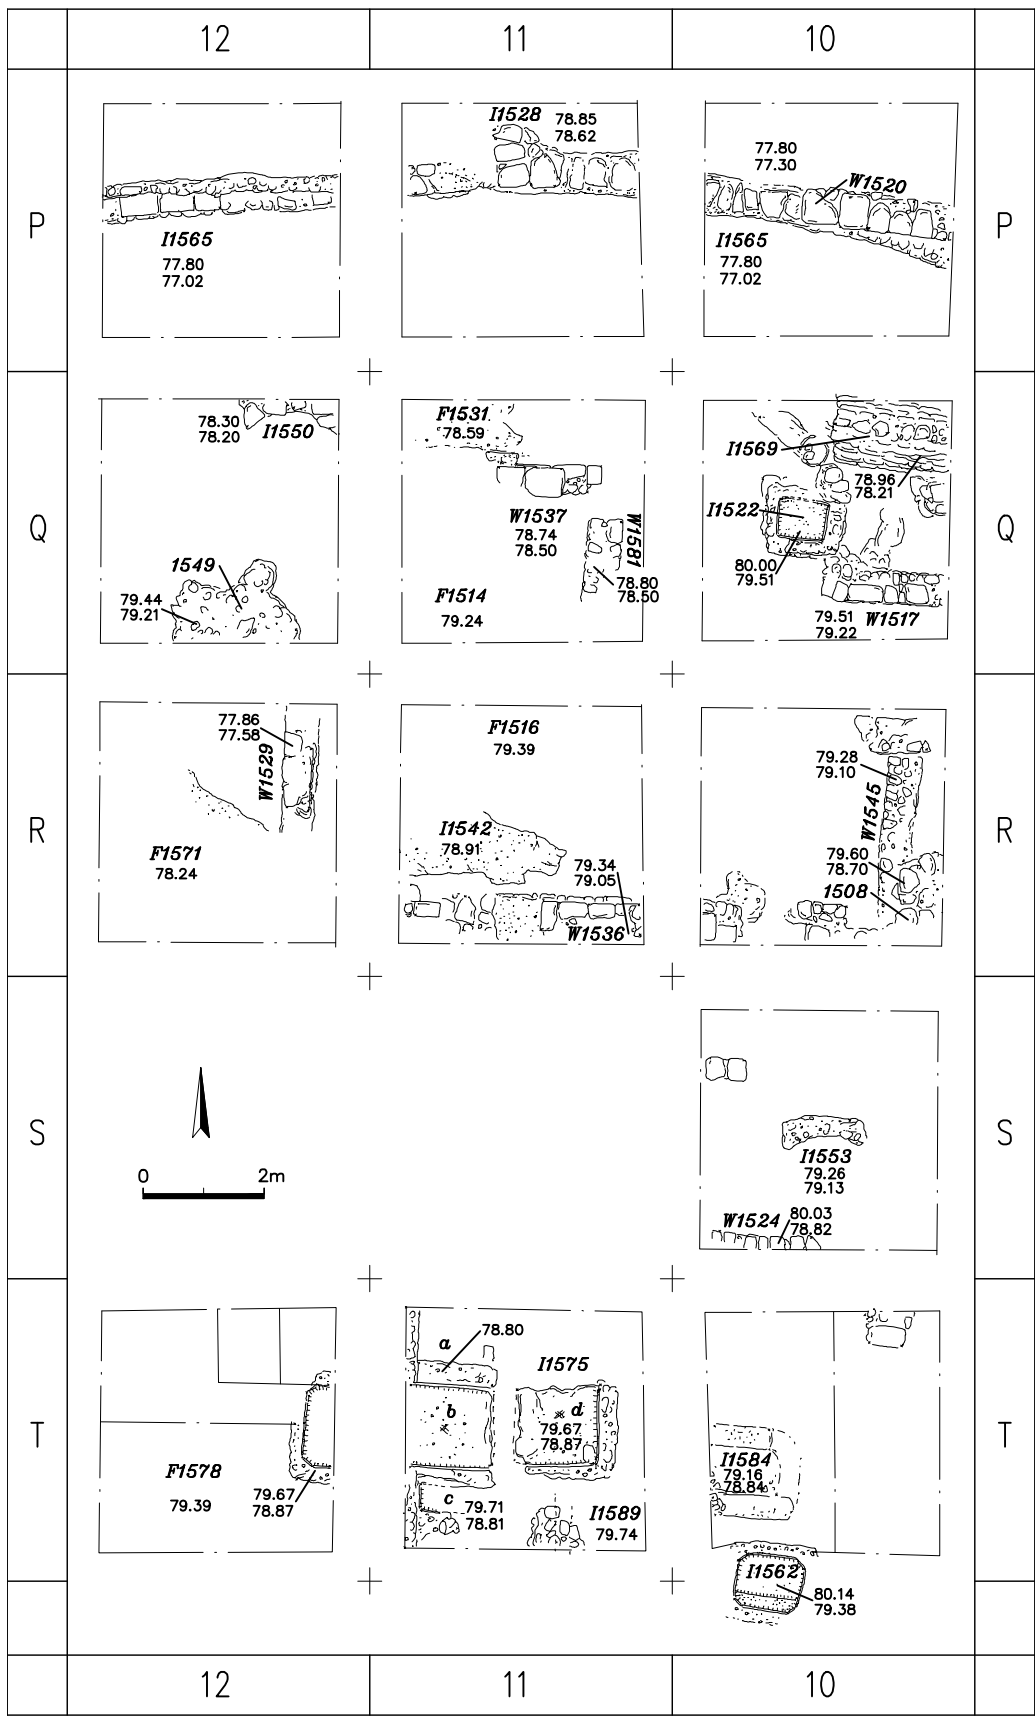 12 11 10
P P
I1565
77.80
77.02
I1528 78.85
78.62
77.80
77.30
W1520
I1565
77.80
77.02
Q Q
78.30
78.20
I1550
1549
79.44
79.21
F1531
78.59
W1537
78.74
78.50
W1581
78.80
78.50
F1514
79.24
I1569
78.96
78.21
I1522
80.00
79.51
79.51
79.22
W1517
R R
77.86
77.58
W1529
F1571
78.24
F1516
79.39
I1542
78.91
79.34
79.05
W1536
79.28
79.10
W1545
79.60
78.70
1508
S S
0 2m
I1553
79.26
79.13
W1524 80.03
78.82
T T
F1578
79.39
79.67
78.87
a 78.80
I1575
b
d
79.67
78.87
c 79.71
78.81
I1589
79.74
I1584
79.16
78.84
I1562
80.14
79.38
12 11 10